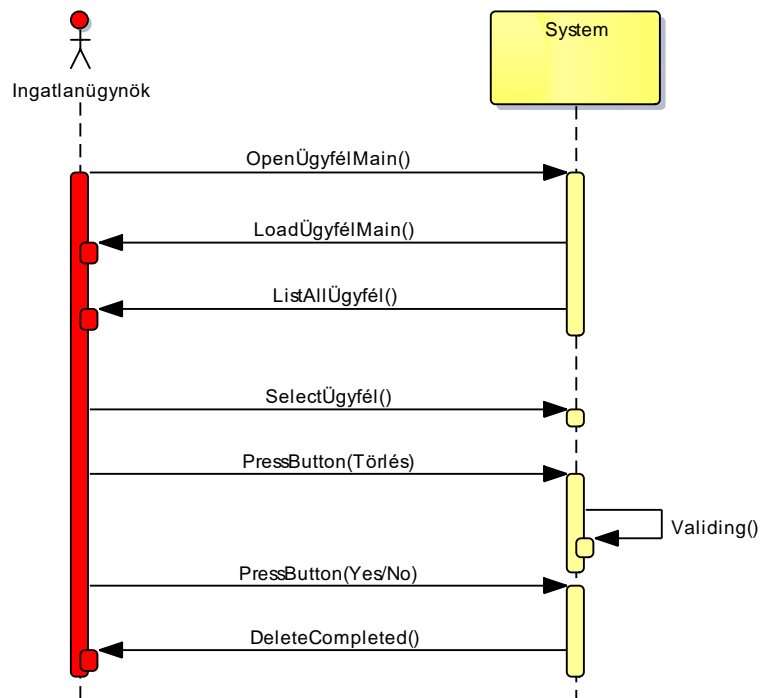 System
Ingatlanügynök
OpenÜgyfélMain()
LoadÜgyfélMain()
ListAllÜgyfél()
SelectÜgyfél()
PressButton(Törlés)
Validing()
PressButton(Yes/No)
DeleteCompleted()